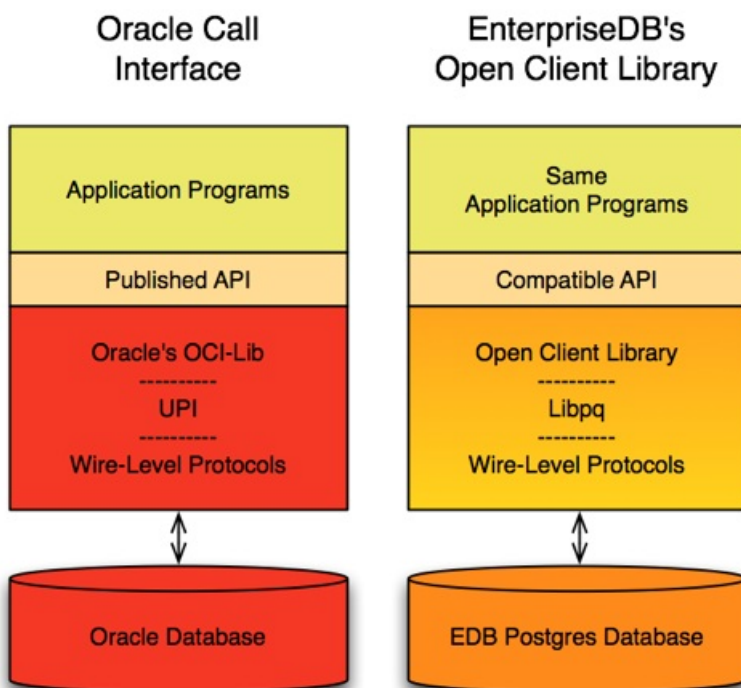 Oracle Call
Interface
Application Programs
Published API
Oracle's OCI-Lib
----------
UPI
----------
Wire-Level Protocols
Oracle Database
EnterpriseDB's
Open Client Library
Same
Application Programs
Compatible API
Open Client Library
----------
Libpq
----------
Wire-Level Protocols
EDB Postgres Database